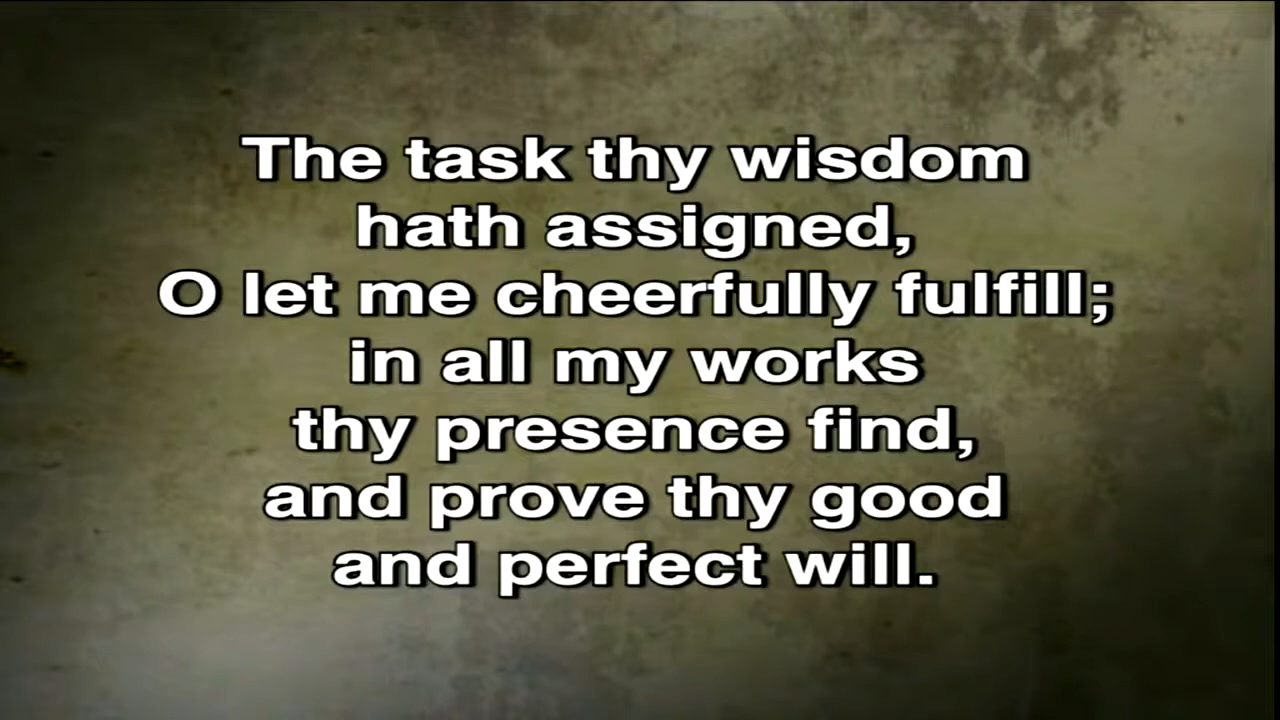 The task thy wisdom
hath assigned,
O let me cheerfully fulfill;
in all my works
thy presence find,
and prove thy good
and perfect will.